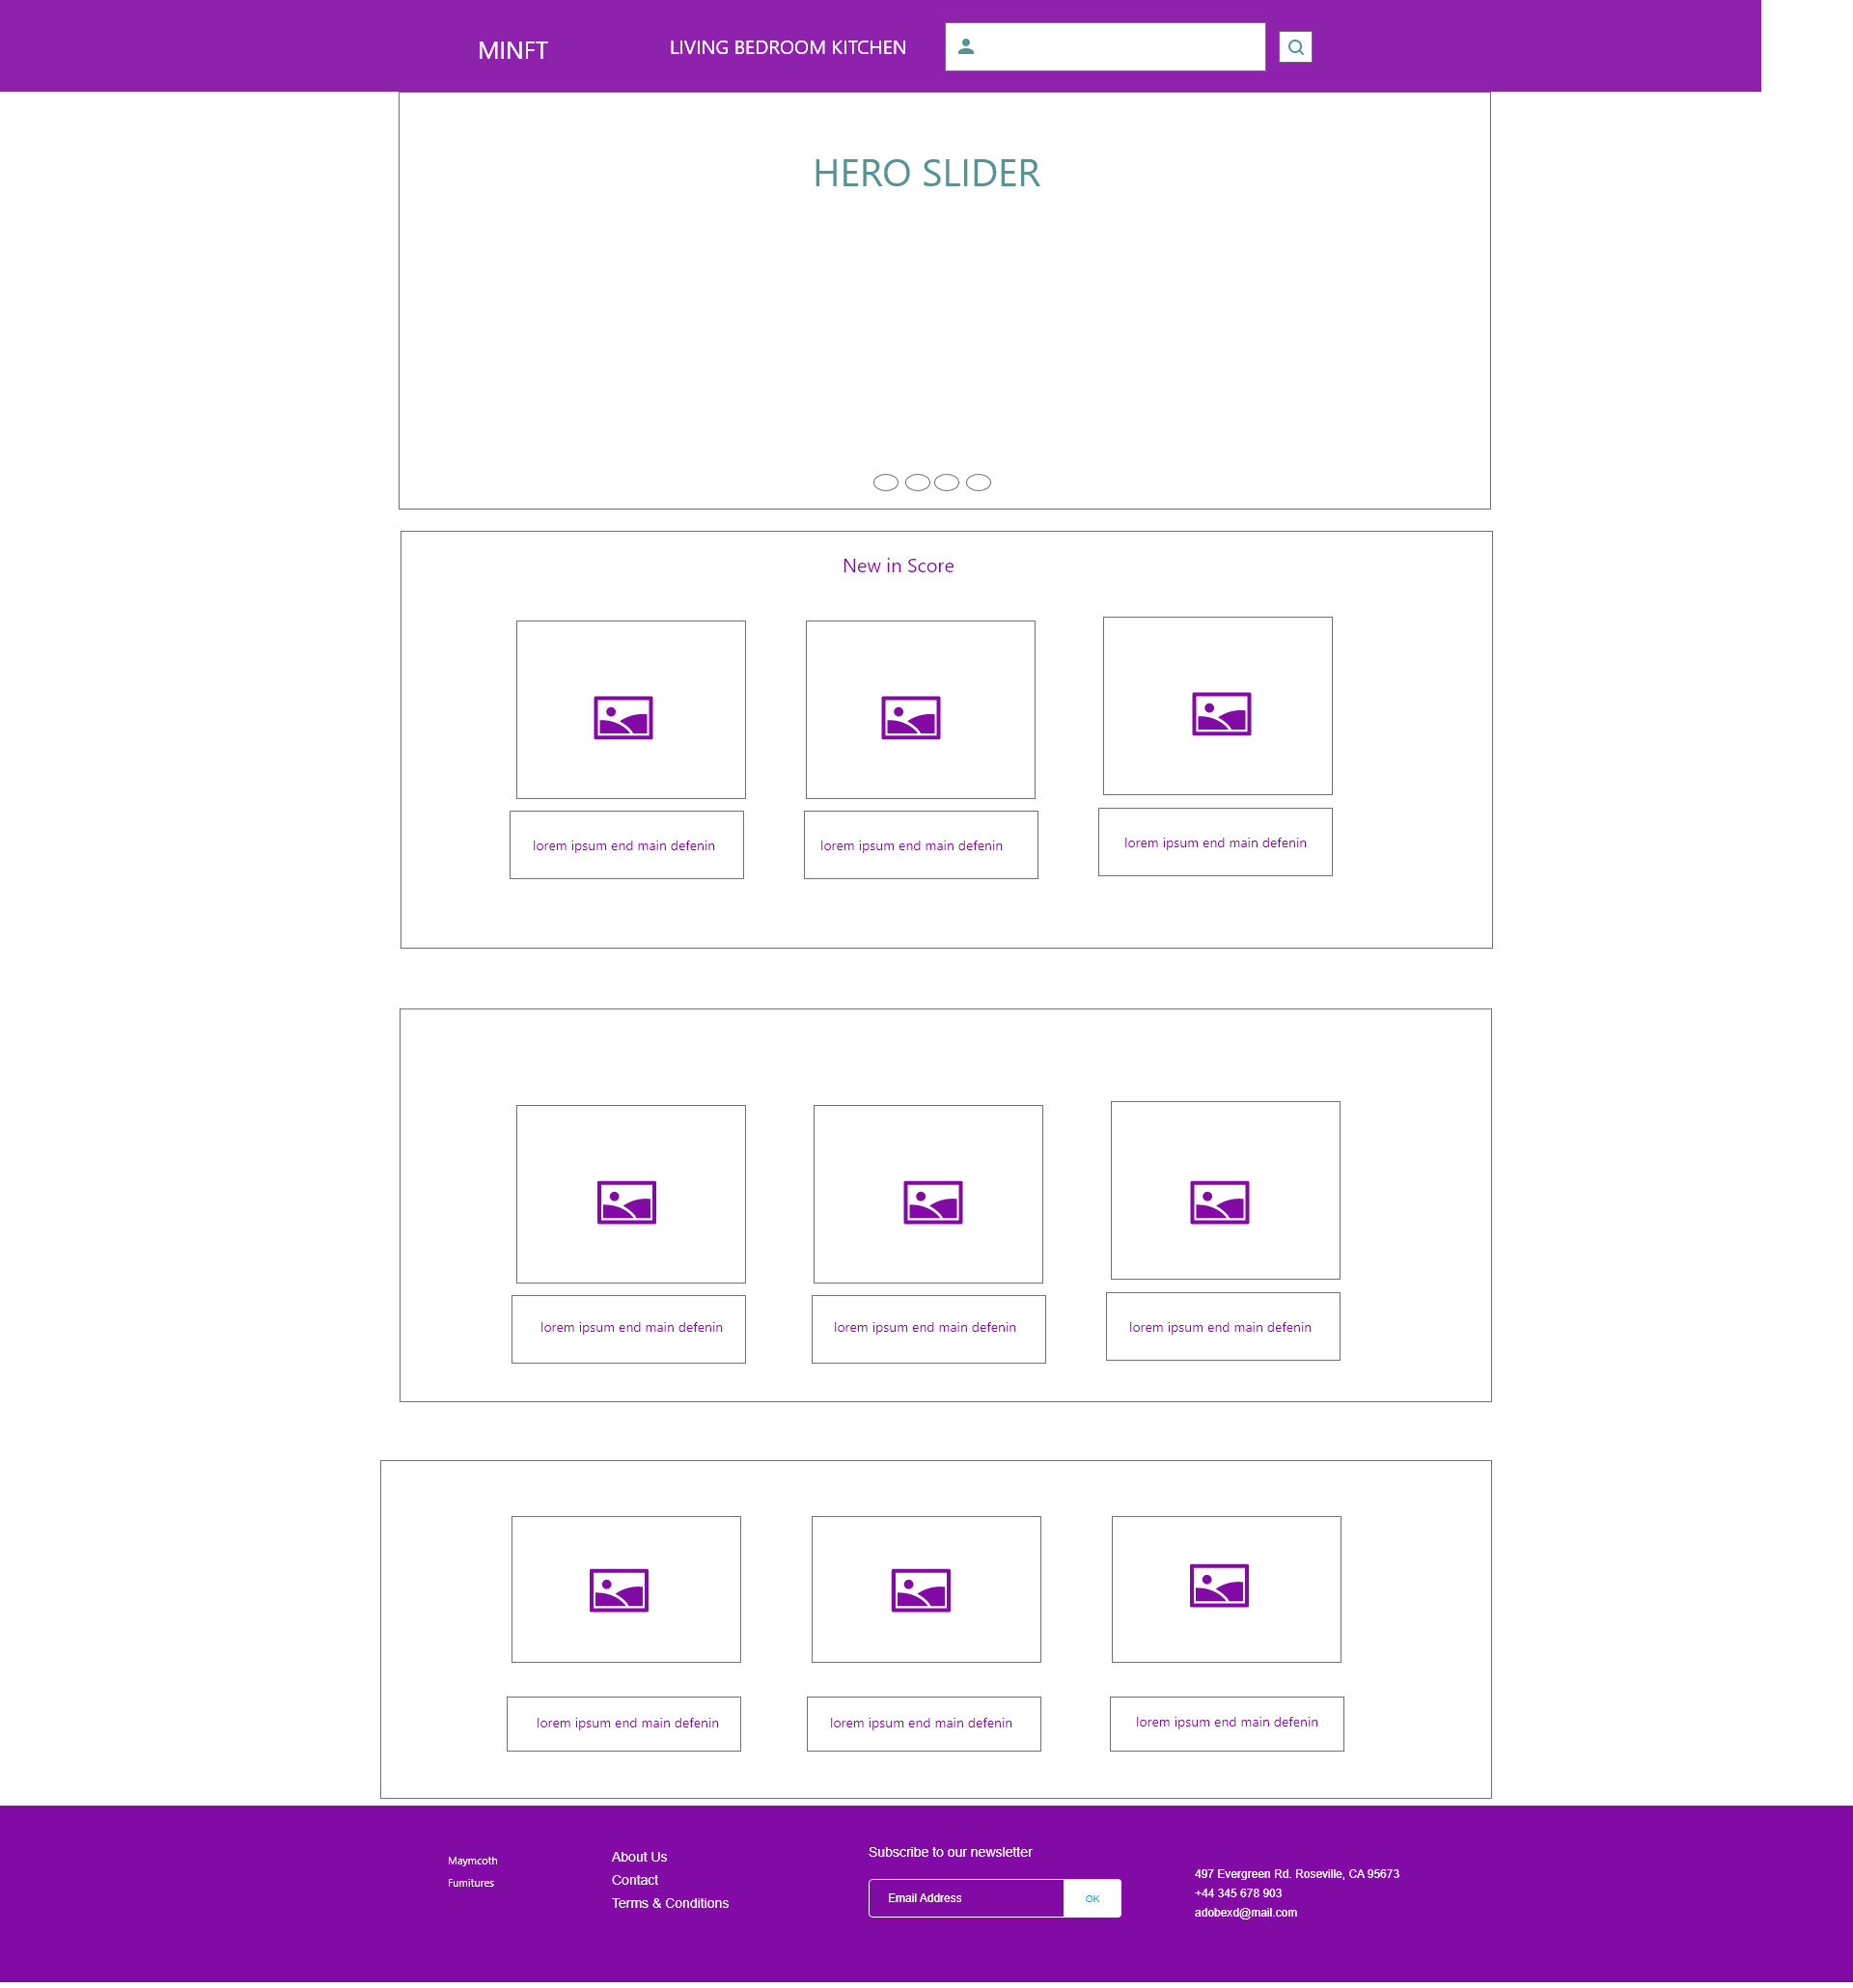 MINFT
LIVING BEDROOM KITCHEN
HERO SLIDER
New in Score
lorem ipsum end main defenin
lorem ipsum end main defenin
lorem ipsum end main defenin
lorem ipsum end main defenin
lorem ipsum end main defenin
lorem ipsum end main defenin
lorem ipsum end main defenin
lorem ipsum end main defenin
lorem ipsum end main defenin
Maymcoth
Furnitures
About Us
Contact
Terms & Conditions
Subscribe to our newsletter
Email Address
OK
497 Evergreen Rd. Roseville, CA 95673
+44 345 678 903
adobexd@mail.com